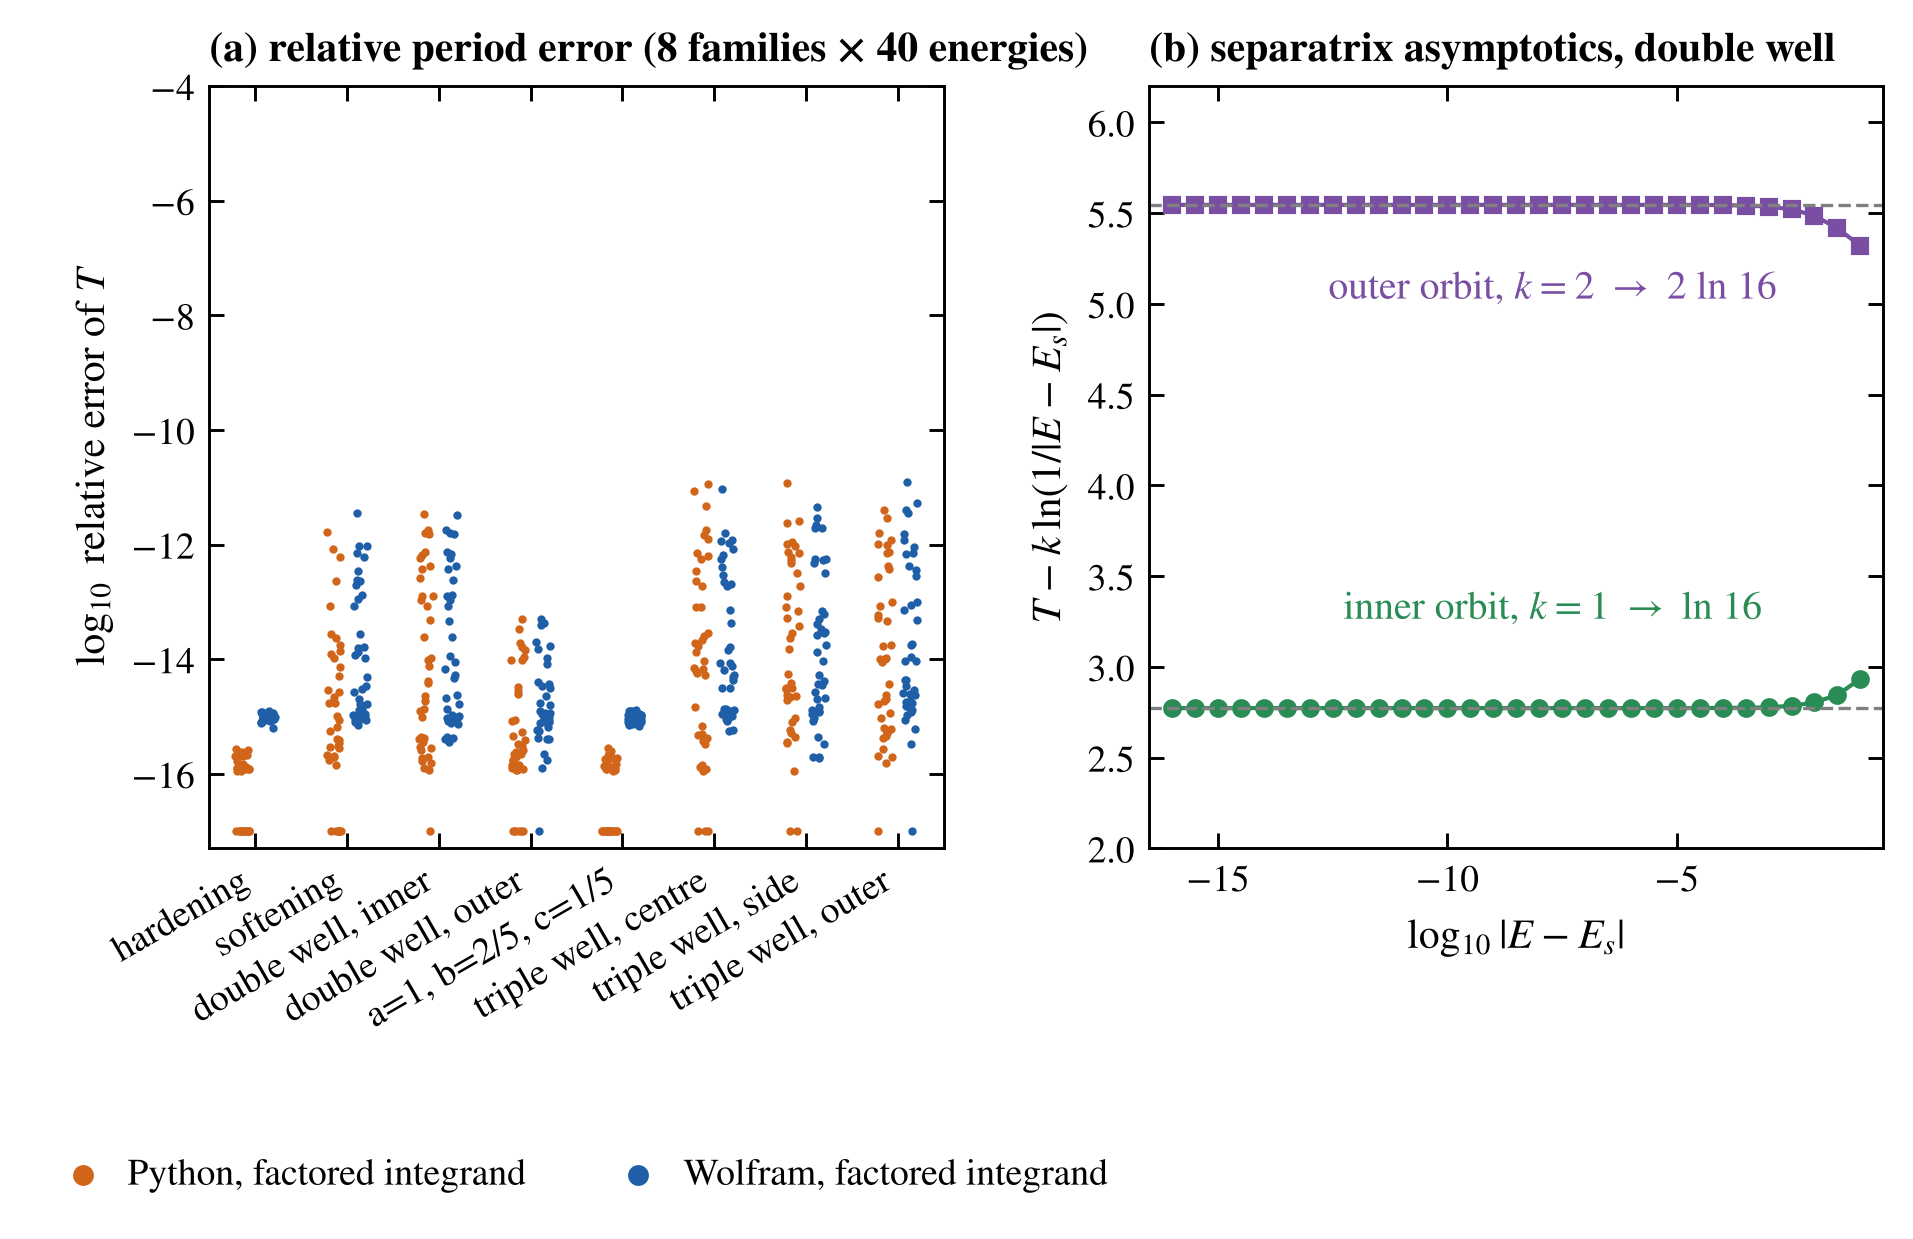 (a) relative period error (8 families × 40 energies)
log₁₀ relative error of T
−4
−6
−8
−10
−12
−14
−16
hardening
softening
double well, inner
double well, outer
a=1, b=2/5, c=1/5
triple well, centre
triple well, side
triple well, outer
(b) separatrix asymptotics, double well
T − k ln(1/|E − Eₛ|)
6.0
5.5
5.0
4.5
4.0
3.5
3.0
2.5
2.0
outer orbit, k = 2 → 2 ln 16
inner orbit, k = 1 → ln 16
−15
−10
−5
log₁₀ |E − Eₛ|
Python, factored integrand
Wolfram, factored integrand